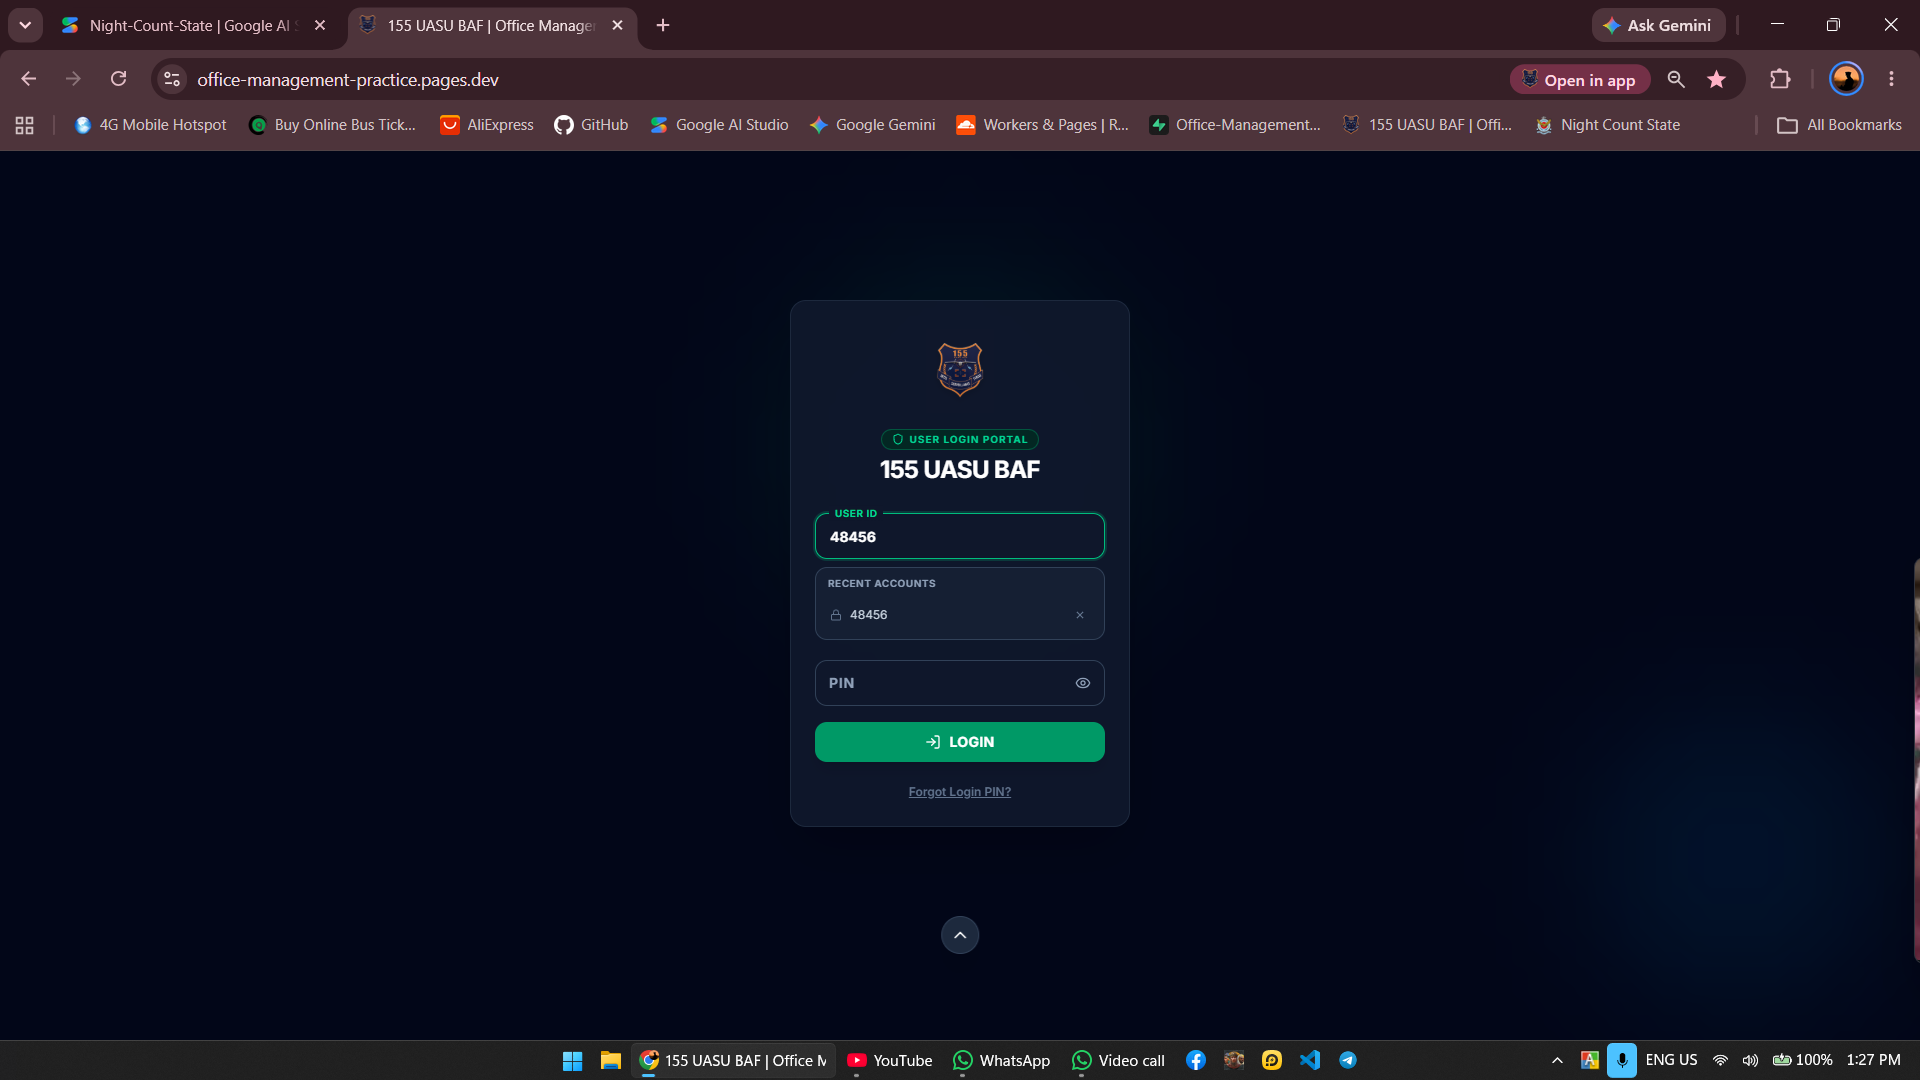 Night-Count-State | Google AI S
155 UASU BAF | Office Manage
Ask Gemini
office-management-practice.pages.dev
Open in app
4G Mobile Hotspot
Buy Online Bus Tick...
AliExpress
GitHub
Google AI Studio
Google Gemini
Workers & Pages | R...
Office-Management...
155 UASU BAF | Offi...
Night Count State
All Bookmarks
155
USER LOGIN PORTAL
155 UASU BAF
USER ID
48456
RECENT ACCOUNTS
48456
PIN
LOGIN
Forgot Login PIN?
155 UASU BAF | Office M
YouTube
WhatsApp
Video call
ENG US
100%
1:27 PM